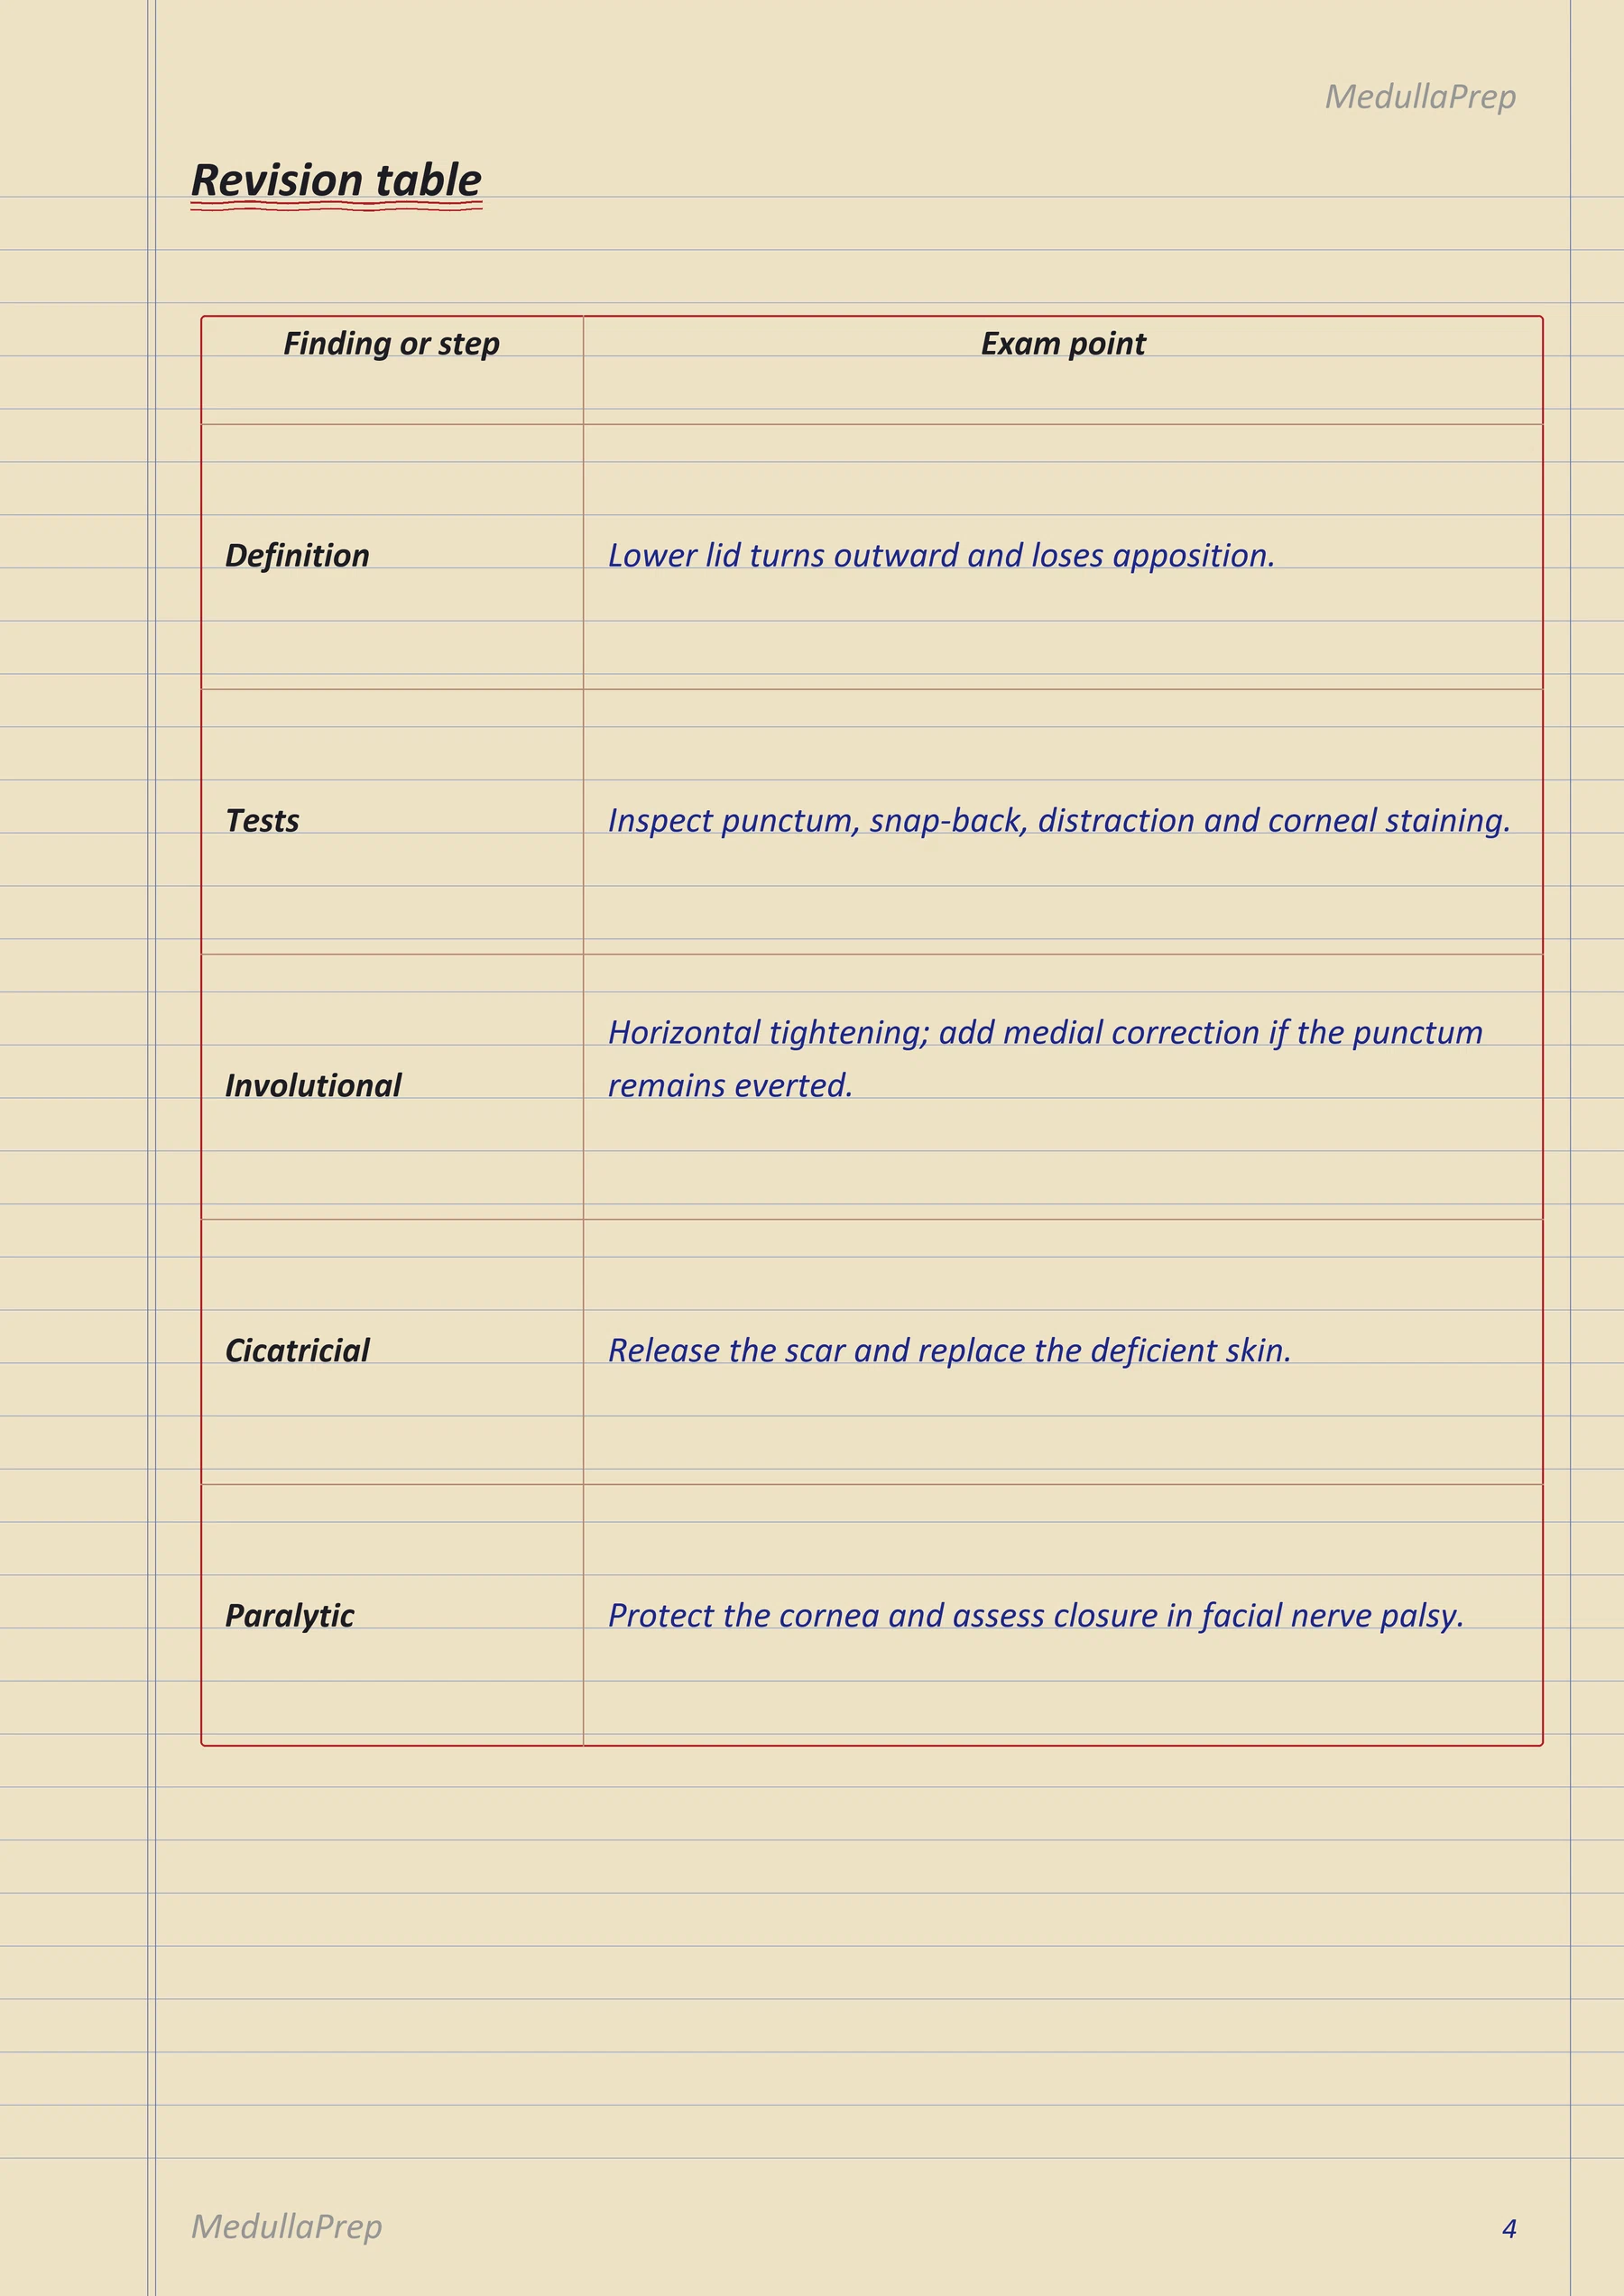 MedullaPrep
Revision table
Finding or step
Exam point
Definition
Lower lid turns outward and loses apposition.
Tests
Inspect punctum, snap-back, distraction and corneal staining.
Involutional
Horizontal tightening; add medial correction if the punctum
remains everted.
Cicatricial
Release the scar and replace the deficient skin.
Paralytic
Protect the cornea and assess closure in facial nerve palsy.
MedullaPrep
4